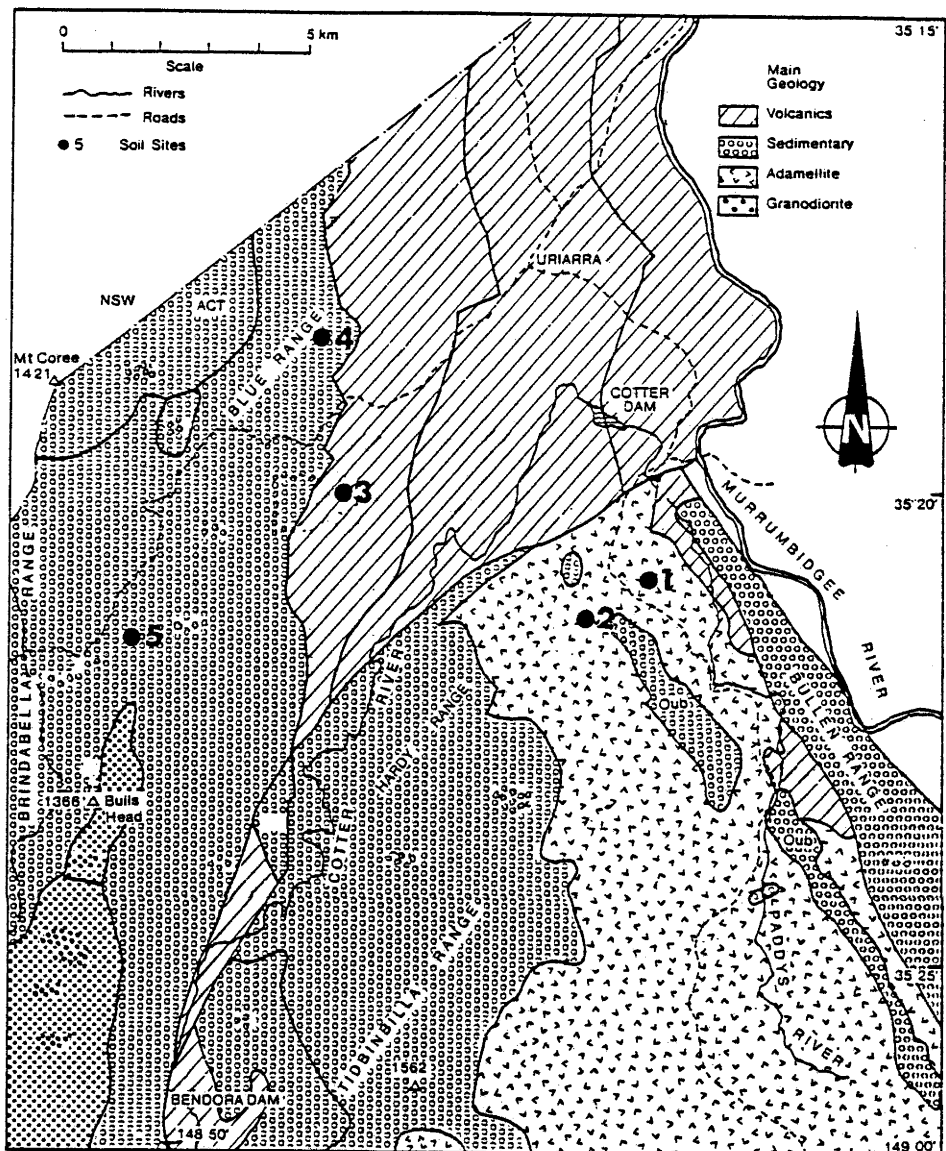 0 5 km
Scale
Rivers
Roads
5 Soil Sites
35 15'
Main
Geology
Volcanics
Sedimentary
Adamellite
Granodiorite
URIARRA
NSW
ACT
4
BLUE RANGE
Mt Coree
1421
COTTER
DAM
N
3
35 20'
MURRUMBIDGEE
RIVER
1
2
5
BRINDABELLA RANGE
COTTER RIVER
HARDY RANGE
Oub
BULLEN RANGE
1366 Bulls
Head
Oub
PADDYS
RIVER
TIDBINBILLA RANGE
35 25'
1562
BENDORA DAM
148 50'
149 00'